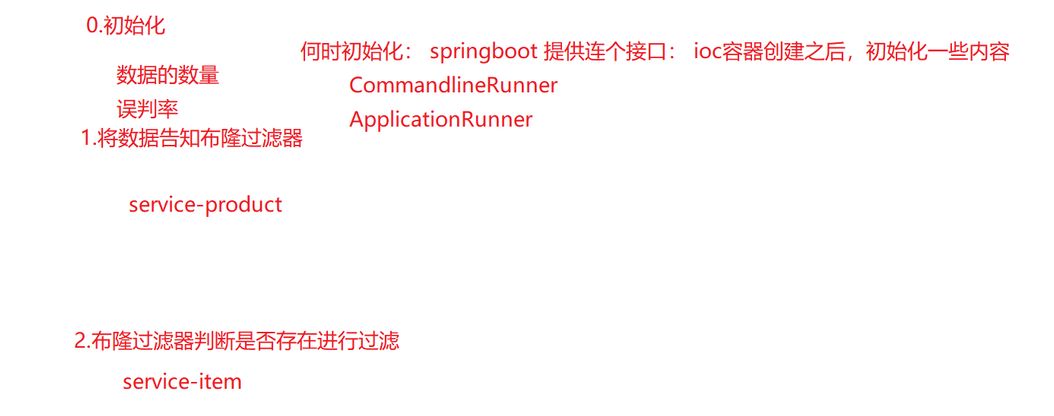 0.初始化
何时初始化： springboot 提供连个接口： ioc容器创建之后，初始化一些内容
数据的数量
CommandlineRunner
误判率
ApplicationRunner
1.将数据告知布隆过滤器
service-product
2.布隆过滤器判断是否存在进行过滤
service-item